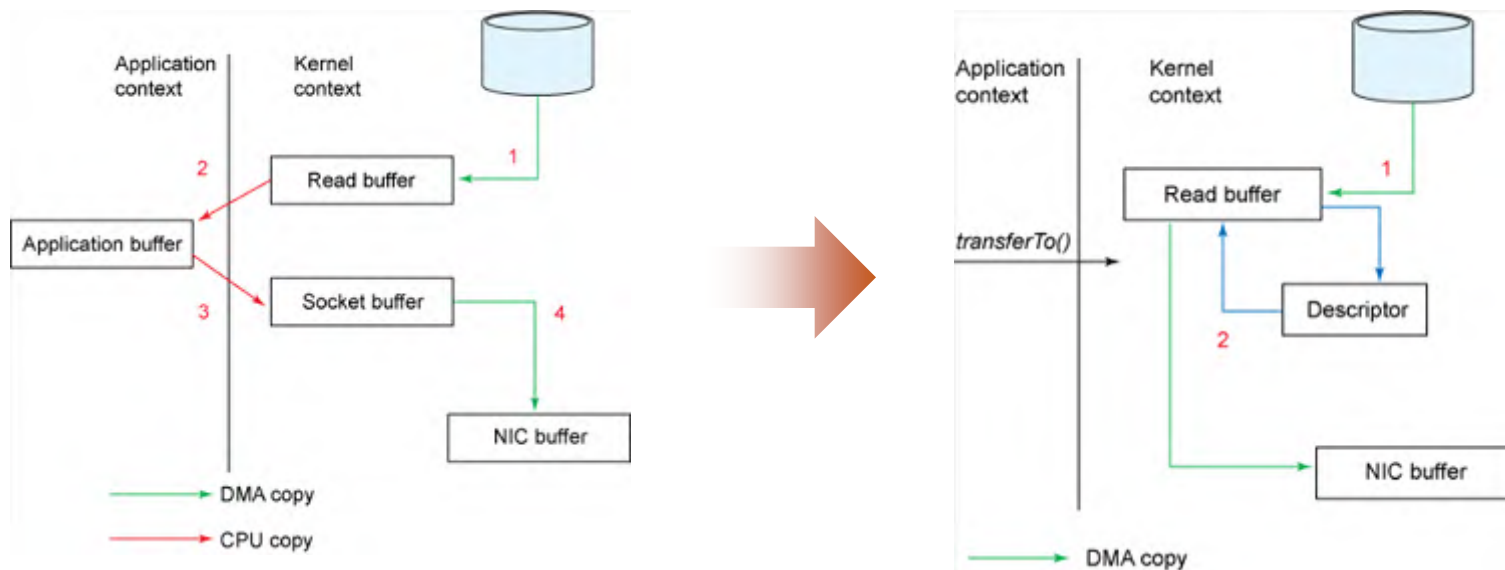 Application
context
Kernel
context
1
2
Read buffer
Application buffer
3
Socket buffer
4
NIC buffer
DMA copy
CPU copy
Application
context
Kernel
context
1
Read buffer
transferTo()
Descriptor
2
NIC buffer
DMA copy